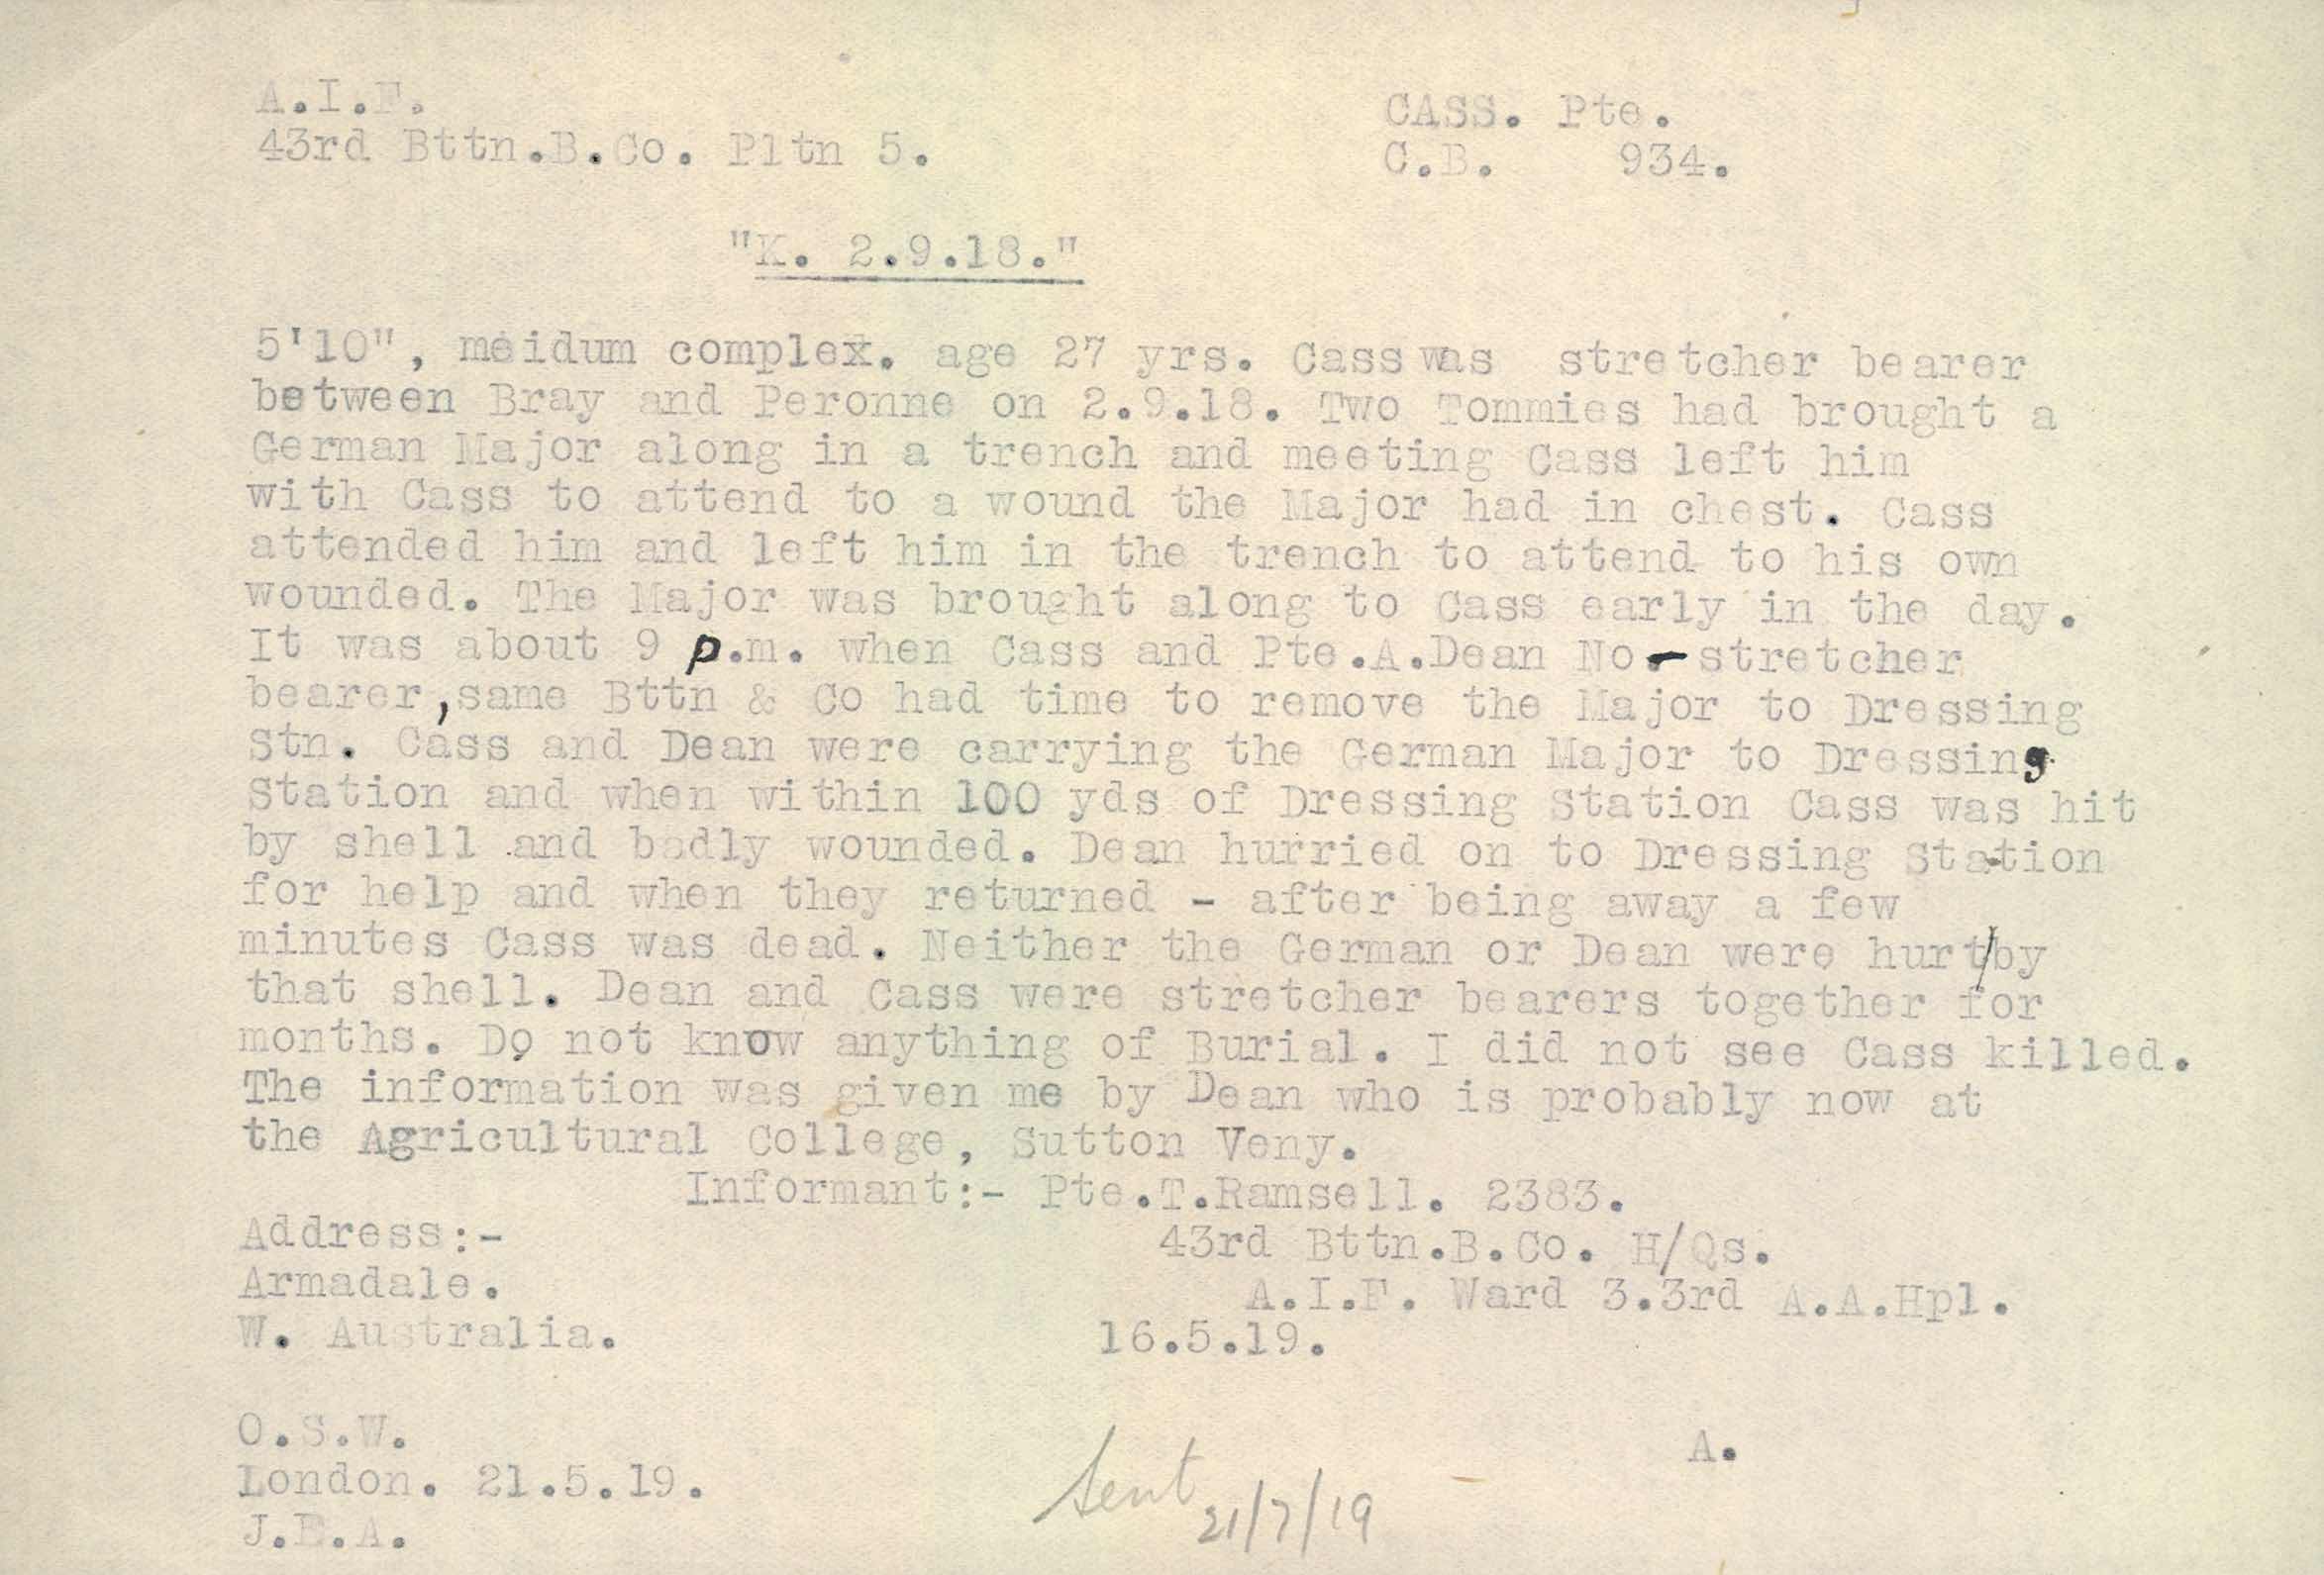 A.I.F.
43rd Bttn.B.Co. Pltn 5.
CASS. Pte.
C.B. 934.
"K. 2.9.18."
5'10", meidum complex. age 27 yrs. Cass was stretcher bearer
between Bray and Peronne on 2.9.18. Two Tommies had brought a
German Major along in a trench and meeting Cass left him
with Cass to attend to a wound the Major had in chest. Cass
attended him and left him in the trench to attend to his own
wounded. The Major was brought along to Cass early in the day.
It was about 9 p.m. when Cass and Pte.A.Dean No.-stretcher
bearer,same Bttn & Co had time to remove the Major to Dressing
Stn. Cass and Dean were carrying the German Major to Dressing
Station and when within 100 yds of Dressing Station Cass was hit
by shell and badly wounded. Dean hurried on to Dressing Station
for help and when they returned - after being away a few
minutes Cass was dead. Neither the German or Dean were hurt/by
that shell. Dean and Cass were stretcher bearers together for
months. Do not know anything of Burial. I did not see Cass killed.
The information was given me by Dean who is probably now at
the Agricultural College, Sutton Veny.
Informant:- Pte.T.Ramsell. 2383.
43rd Bttn.B.Co. H/Qs.
A.I.F. Ward 3.3rd A.A.Hpl.
16.5.19.
Address:-
Armadale.
W. Australia.
O.S.W.
London. 21.5.19.
J.E.A.
Sent 21/7/19
A.